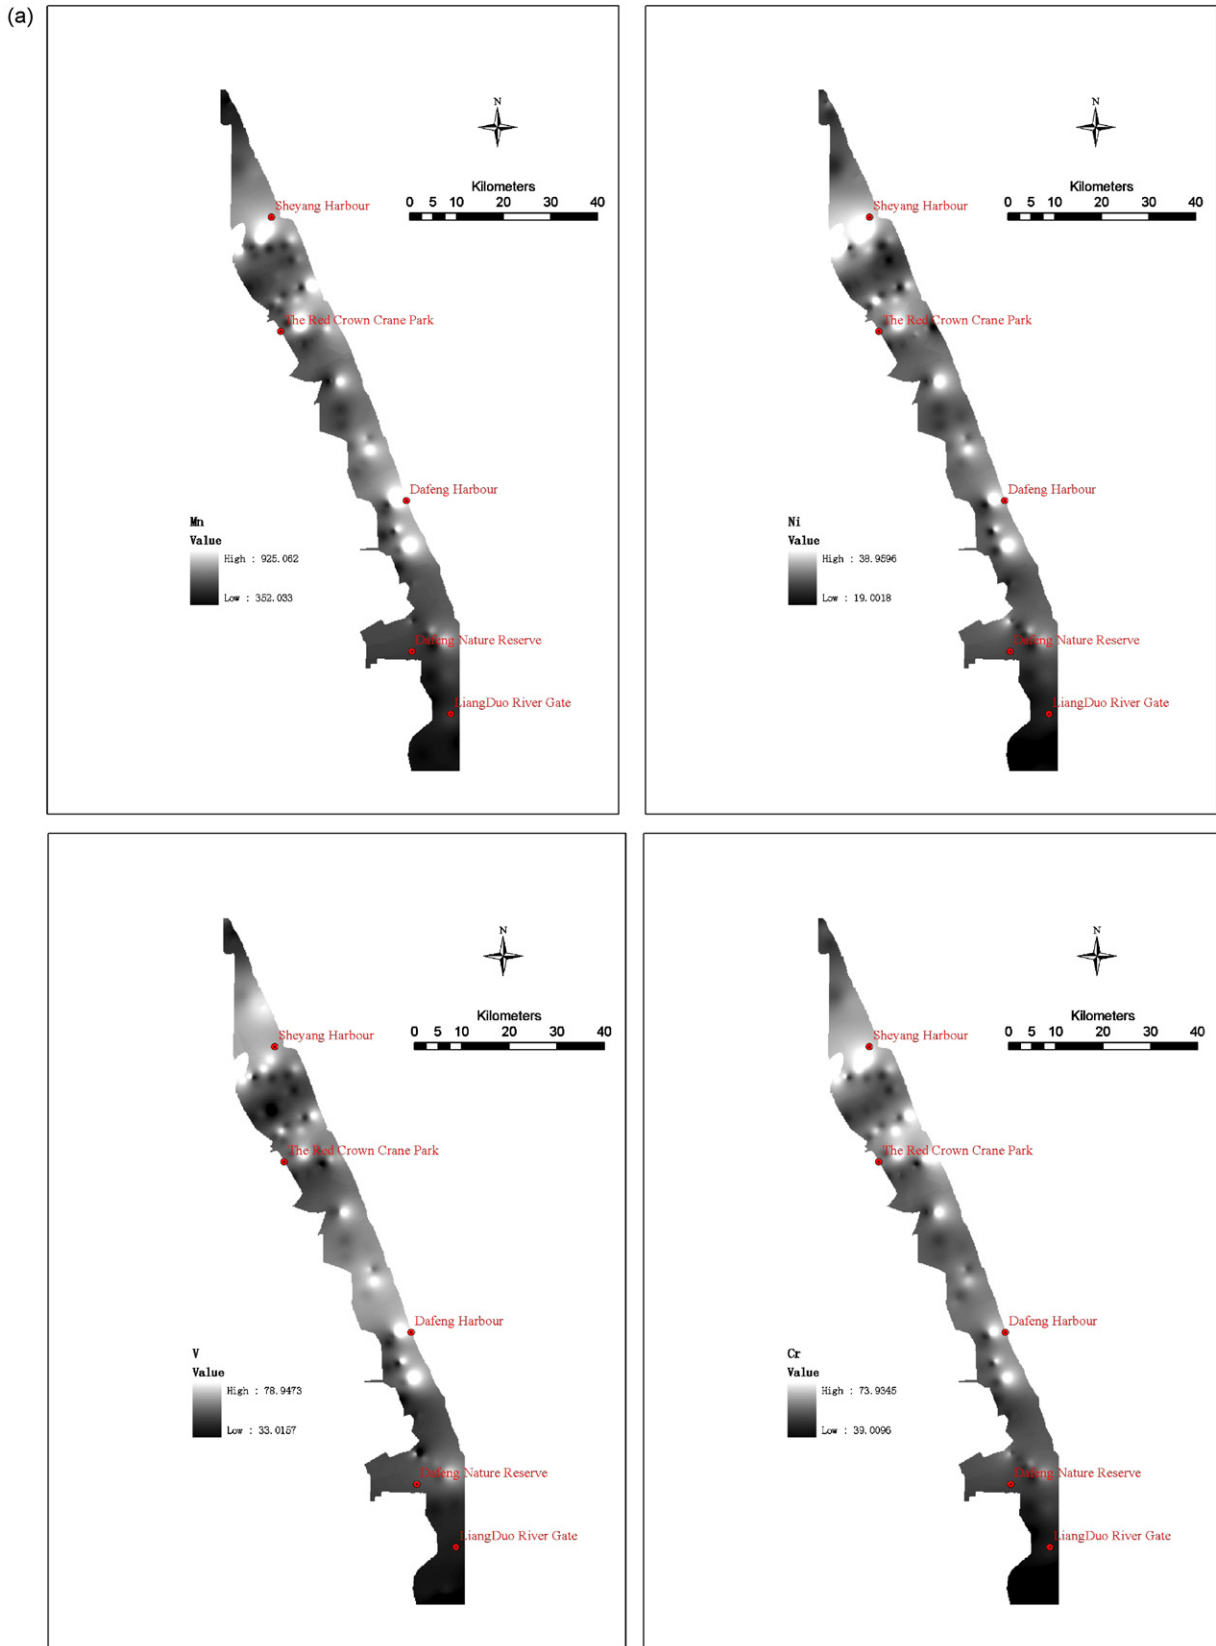 (a)
N
Kilometers
0 5 10 20 30 40
Sheyang Harbour
The Red Crown Crane Park
Dafeng Harbour
Mn
Value
High : 925.062
Low : 352.033
Dafeng Nature Reserve
LiangDuo River Gate
N
Kilometers
0 5 10 20 30 40
Sheyang Harbour
The Red Crown Crane Park
Dafeng Harbour
Ni
Value
High : 38.9596
Low : 19.0018
Dafeng Nature Reserve
LiangDuo River Gate
N
Kilometers
0 5 10 20 30 40
Sheyang Harbour
The Red Crown Crane Park
Dafeng Harbour
V
Value
High : 78.9473
Low : 33.0157
Dafeng Nature Reserve
LiangDuo River Gate
N
Kilometers
0 5 10 20 30 40
Sheyang Harbour
The Red Crown Crane Park
Dafeng Harbour
Cr
Value
High : 73.9345
Low : 39.0096
Dafeng Nature Reserve
LiangDuo River Gate